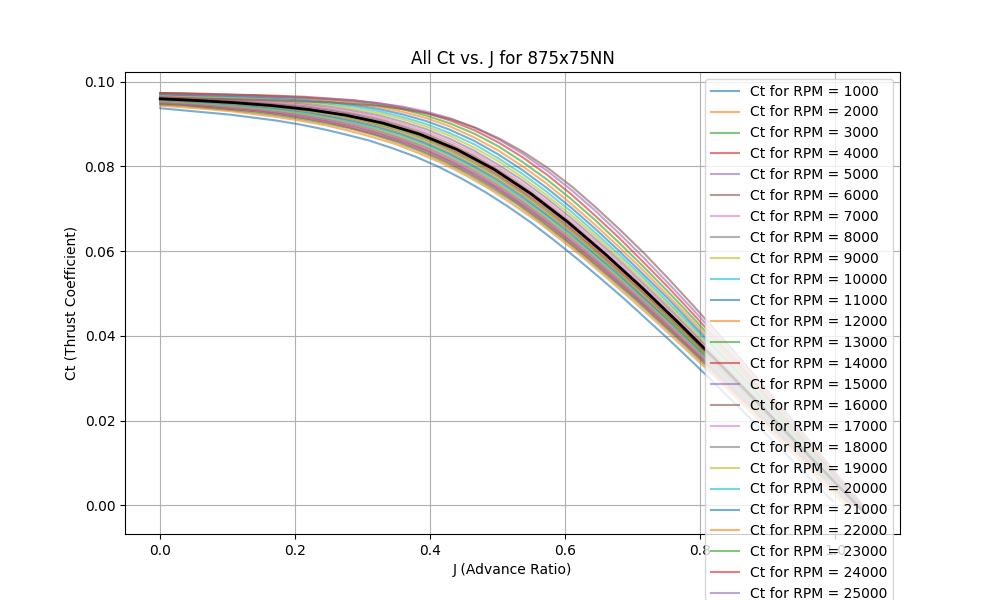 All Ct vs. J for 875x75NN
Ct (Thrust Coefficient)
0.10
0.08
0.06
0.04
0.02
0.00
0.0
0.2
0.4
0.6
0.8
1.0
J (Advance Ratio)
Ct for RPM = 1000
Ct for RPM = 2000
Ct for RPM = 3000
Ct for RPM = 4000
Ct for RPM = 5000
Ct for RPM = 6000
Ct for RPM = 7000
Ct for RPM = 8000
Ct for RPM = 9000
Ct for RPM = 10000
Ct for RPM = 11000
Ct for RPM = 12000
Ct for RPM = 13000
Ct for RPM = 14000
Ct for RPM = 15000
Ct for RPM = 16000
Ct for RPM = 17000
Ct for RPM = 18000
Ct for RPM = 19000
Ct for RPM = 20000
Ct for RPM = 21000
Ct for RPM = 22000
Ct for RPM = 23000
Ct for RPM = 24000
Ct for RPM = 25000